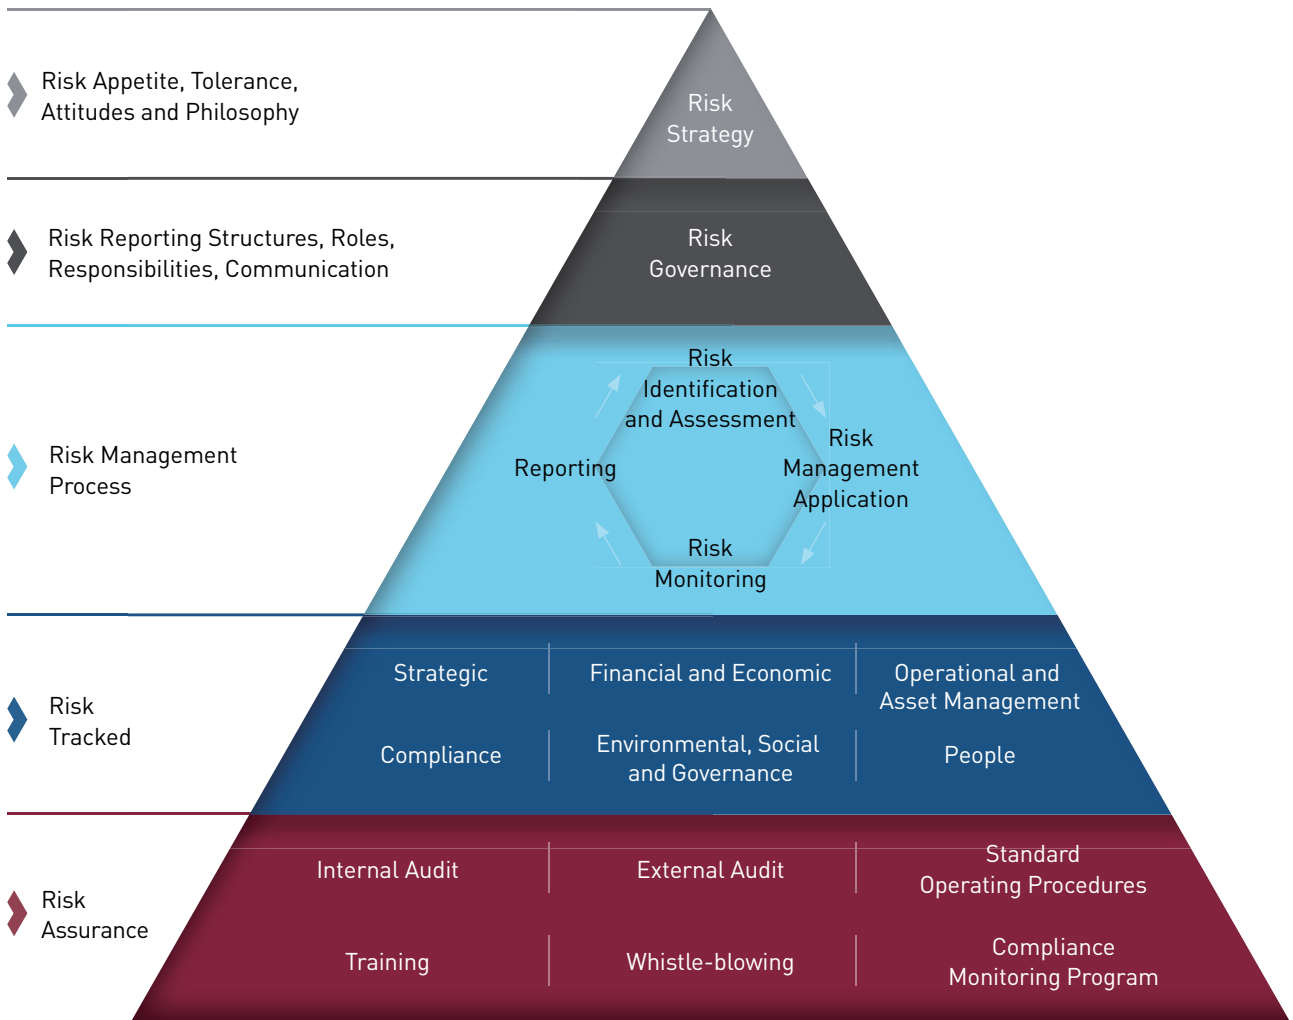 Risk Appetite, Tolerance,
Attitudes and Philosophy
Risk
Strategy
Risk Reporting Structures, Roles,
Responsibilities, Communication
Risk
Governance
Risk Management
Process
Risk
Identification
and Assessment
Risk
Management
Application
Reporting
Risk
Monitoring
Risk
Tracked
Strategic
Financial and Economic
Operational and
Asset Management
Compliance
Environmental, Social
and Governance
People
Risk
Assurance
Internal Audit
External Audit
Standard
Operating Procedures
Training
Whistle-blowing
Compliance
Monitoring Program